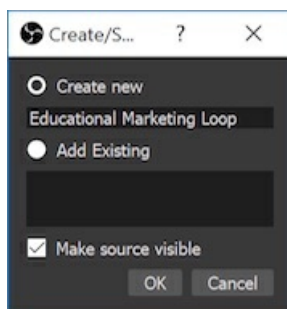 Create/S...
?
Create new
Educational Marketing Loop
Add Existing
Make source visible
OK
Cancel